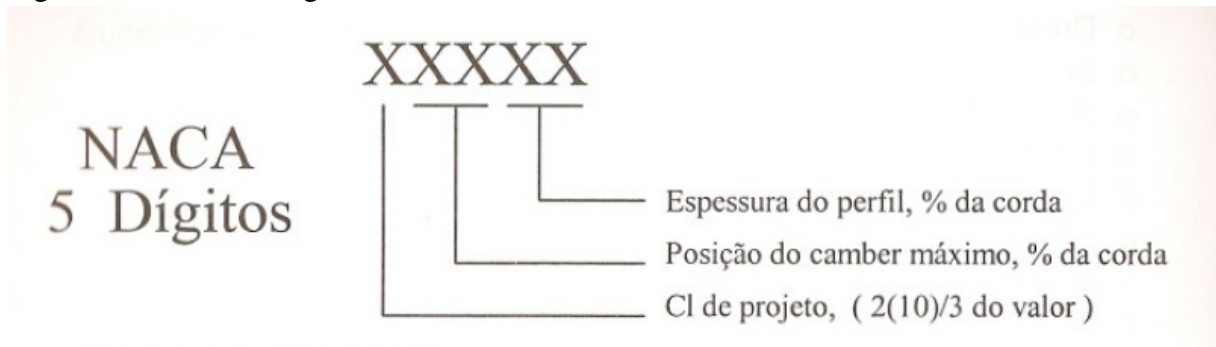 XXXXX
NACA
5 Dígitos
Espessura do perfil, % da corda
Posição do camber máximo, % da corda
Cl de projeto, ( 2(10)/3 do valor )